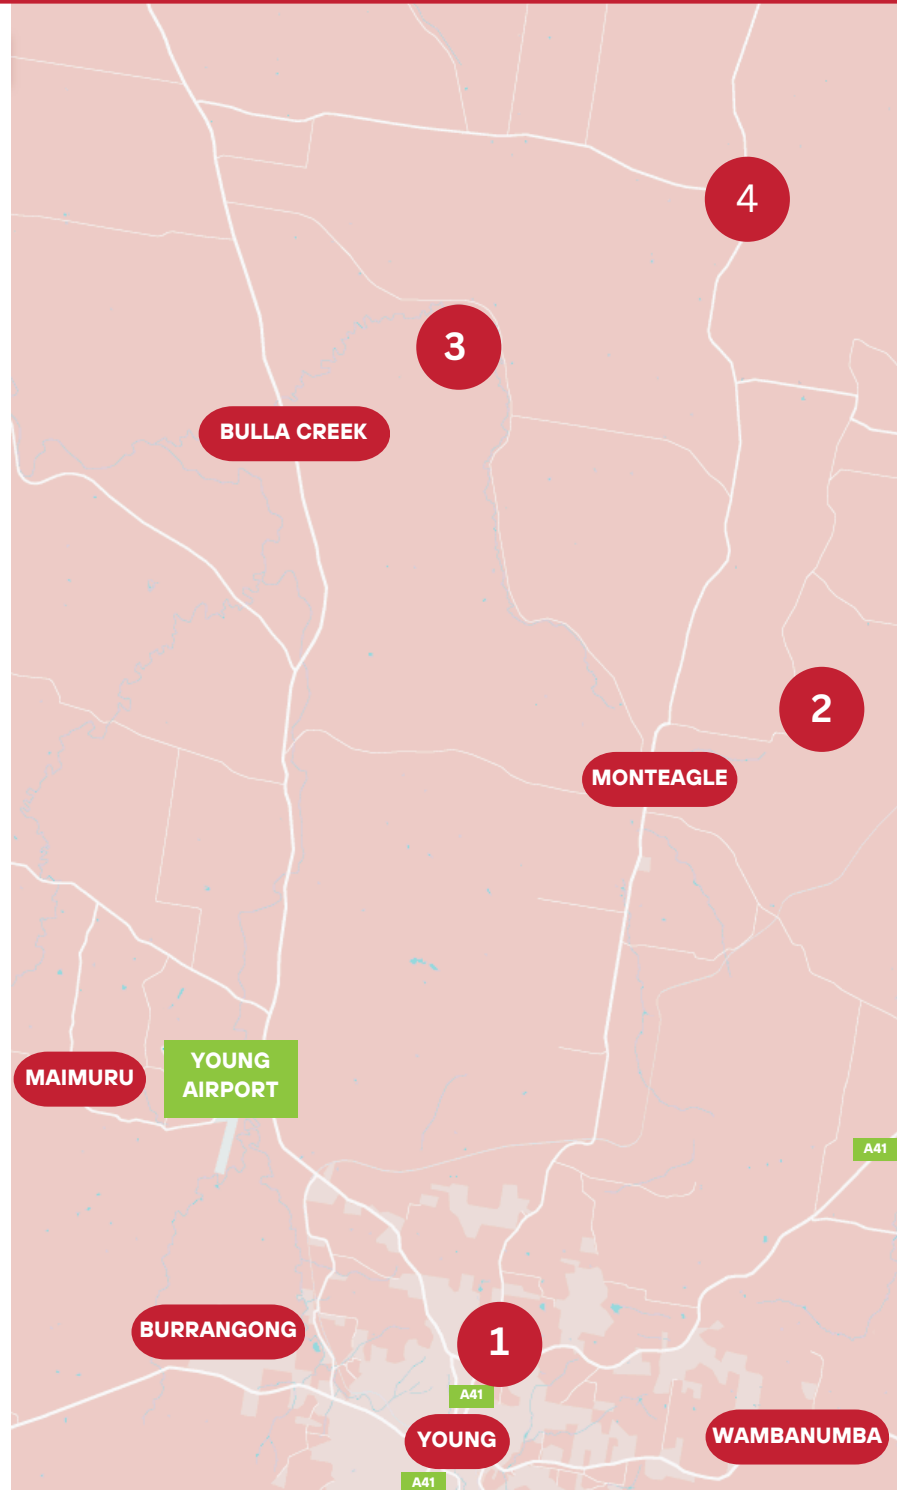 4
3
BULLA CREEK
2
MONTEAGLE
YOUNG
AIRPORT
MAIMURU
A41
BURRANGONG
1
A41
YOUNG
WAMBANUMBA
A41